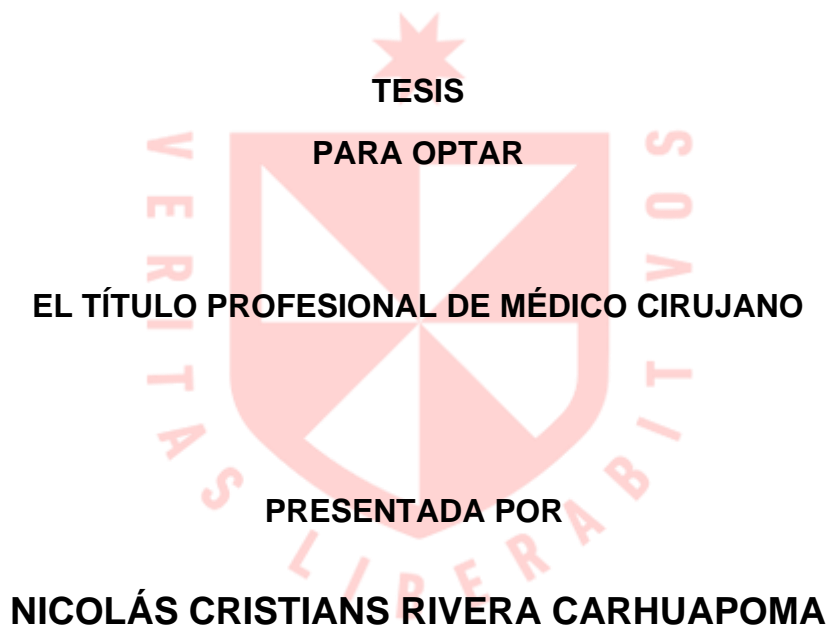 TESIS
PARA OPTAR
EL TÍTULO PROFESIONAL DE MÉDICO CIRUJANO
PRESENTADA POR
NICOLÁS CRISTIANS RIVERA CARHUAPOMA
VERITAS LIBERABIT VOS